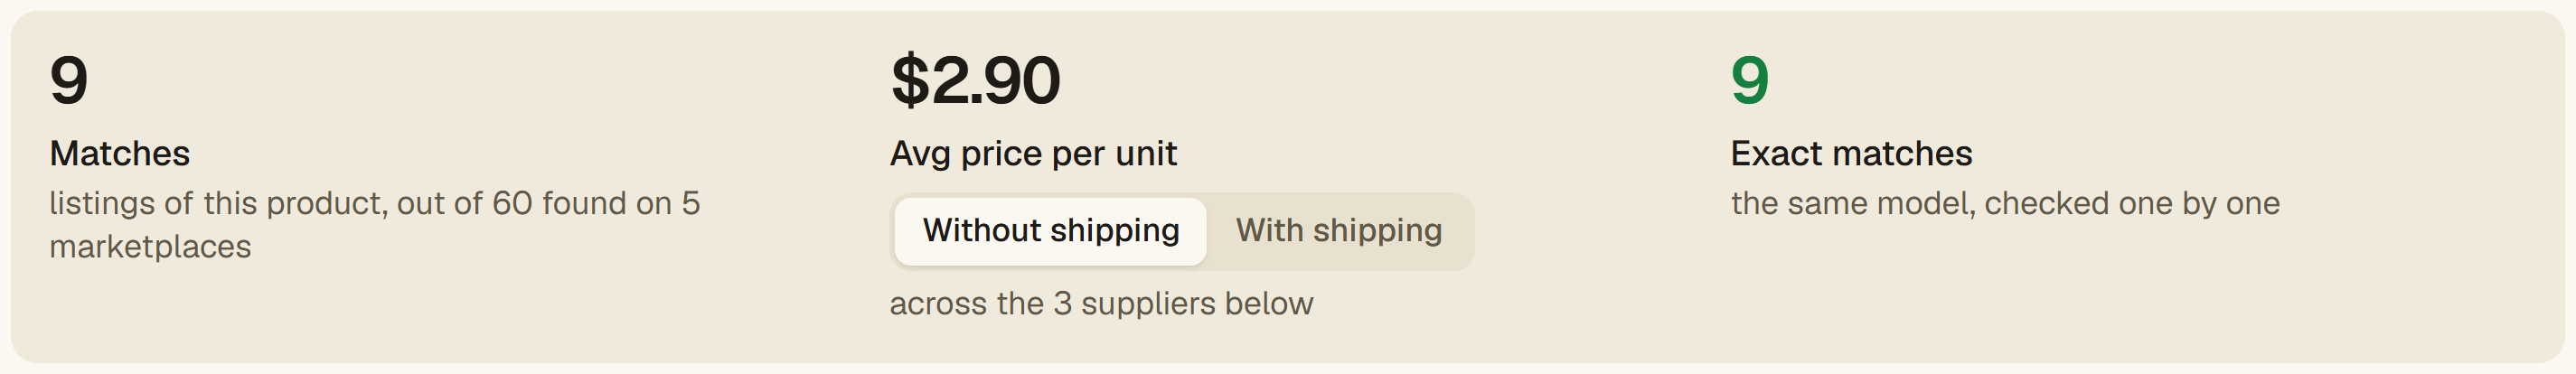 9
Matches
listings of this product, out of 60 found on 5
marketplaces
$2.90
Avg price per unit
Without shipping With shipping
across the 3 suppliers below
9
Exact matches
the same model, checked one by one